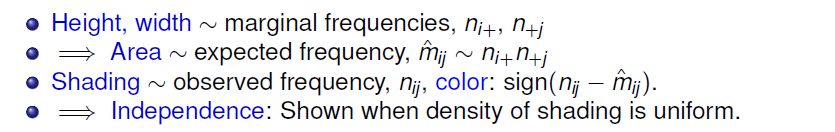 Height, width ∼ marginal frequencies, n_{i+}, n_{+j}
⟹ Area ∼ expected frequency, m̂_{ij} ∼ n_{i+}n_{+j}
Shading ∼ observed frequency, n_{ij}, color: sign(n_{ij} − m̂_{ij}).
⟹ Independence: Shown when density of shading is uniform.